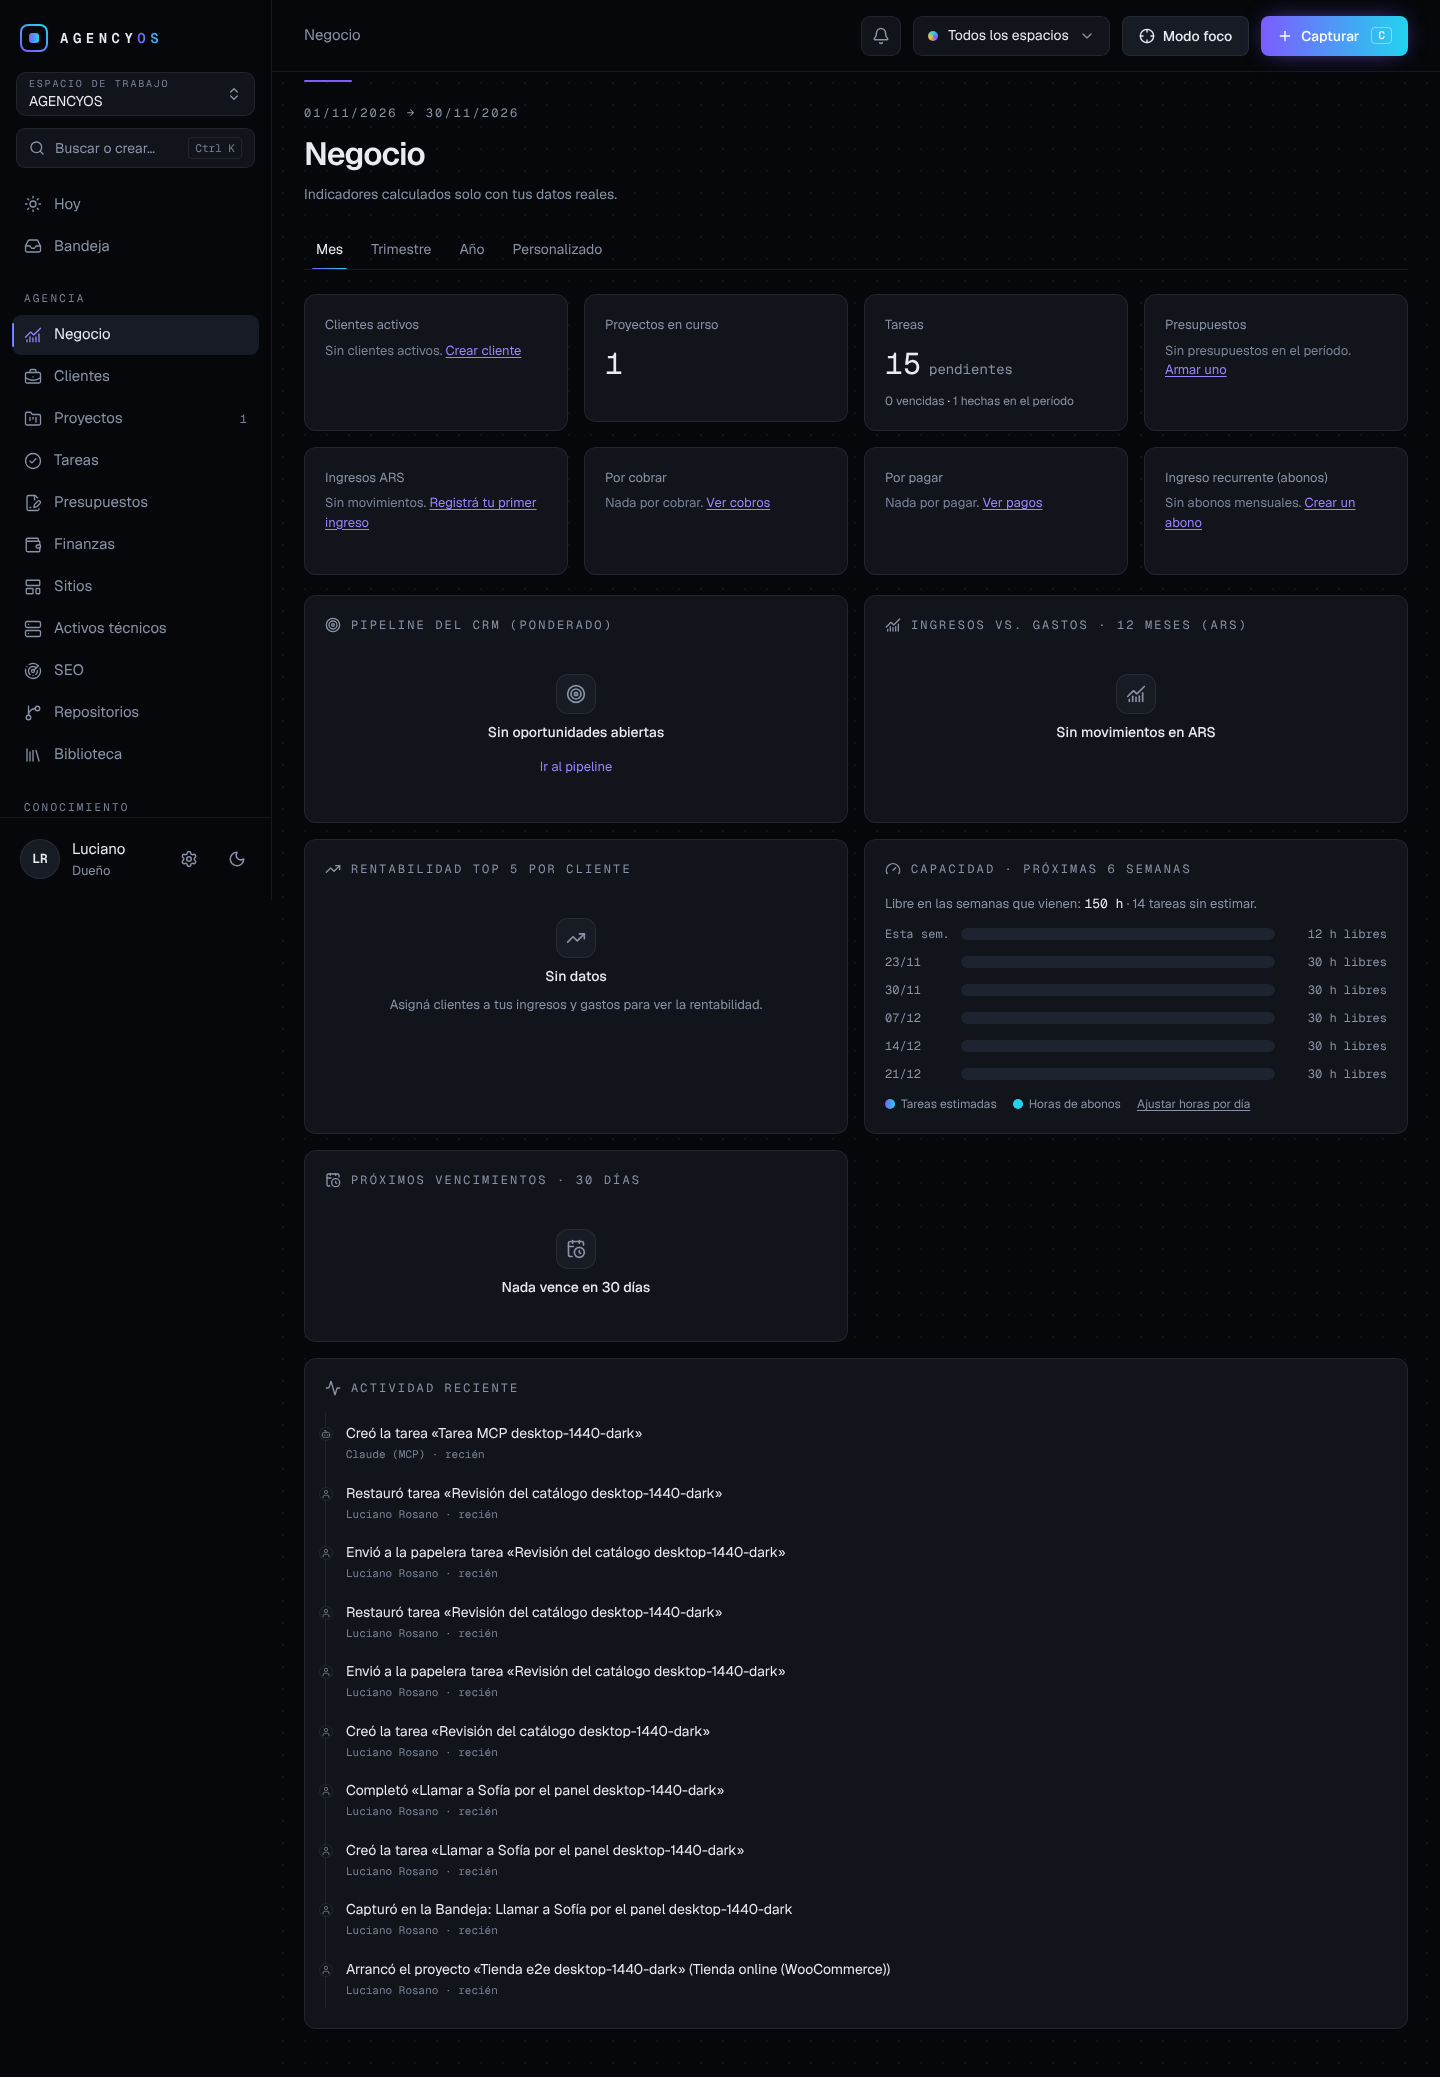 AGENCYOS
ESPACIO DE TRABAJO
AGENCYOS
Buscar o crear... Ctrl K
Hoy
Bandeja
AGENCIA
Negocio
Clientes
Proyectos 1
Tareas
Presupuestos
Finanzas
Sitios
Activos técnicos
SEO
Repositorios
Biblioteca
CONOCIMIENTO
LR
Luciano
Dueño
Negocio
Todos los espacios
Modo foco
+ Capturar C
01/11/2026 → 30/11/2026
Negocio
Indicadores calculados solo con tus datos reales.
Mes Trimestre Año Personalizado
Clientes activos
Sin clientes activos. Crear cliente
Proyectos en curso
1
Tareas
15 pendientes
0 vencidas · 1 hechas en el período
Presupuestos
Sin presupuestos en el período.
Armar uno
Ingresos ARS
Sin movimientos. Registrá tu primer
ingreso
Por cobrar
Nada por cobrar. Ver cobros
Por pagar
Nada por pagar. Ver pagos
Ingreso recurrente (abonos)
Sin abonos mensuales. Crear un
abono
PIPELINE DEL CRM (PONDERADO)
Sin oportunidades abiertas
Ir al pipeline
INGRESOS VS. GASTOS · 12 MESES (ARS)
Sin movimientos en ARS
RENTABILIDAD TOP 5 POR CLIENTE
Sin datos
Asigná clientes a tus ingresos y gastos para ver la rentabilidad.
CAPACIDAD · PRÓXIMAS 6 SEMANAS
Libre en las semanas que vienen: 150 h · 14 tareas sin estimar.
Esta sem. 12 h libres
23/11 30 h libres
30/11 30 h libres
07/12 30 h libres
14/12 30 h libres
21/12 30 h libres
Tareas estimadas Horas de abonos Ajustar horas por día
PRÓXIMOS VENCIMIENTOS · 30 DÍAS
Nada vence en 30 días
ACTIVIDAD RECIENTE
Creó la tarea «Tarea MCP desktop-1440-dark»
Claude (MCP) · recién
Restauró tarea «Revisión del catálogo desktop-1440-dark»
Luciano Rosano · recién
Envió a la papelera tarea «Revisión del catálogo desktop-1440-dark»
Luciano Rosano · recién
Restauró tarea «Revisión del catálogo desktop-1440-dark»
Luciano Rosano · recién
Envió a la papelera tarea «Revisión del catálogo desktop-1440-dark»
Luciano Rosano · recién
Creó la tarea «Revisión del catálogo desktop-1440-dark»
Luciano Rosano · recién
Completó «Llamar a Sofía por el panel desktop-1440-dark»
Luciano Rosano · recién
Creó la tarea «Llamar a Sofía por el panel desktop-1440-dark»
Luciano Rosano · recién
Capturó en la Bandeja: Llamar a Sofía por el panel desktop-1440-dark
Luciano Rosano · recién
Arrancó el proyecto «Tienda e2e desktop-1440-dark» (Tienda online (WooCommerce))
Luciano Rosano · recién